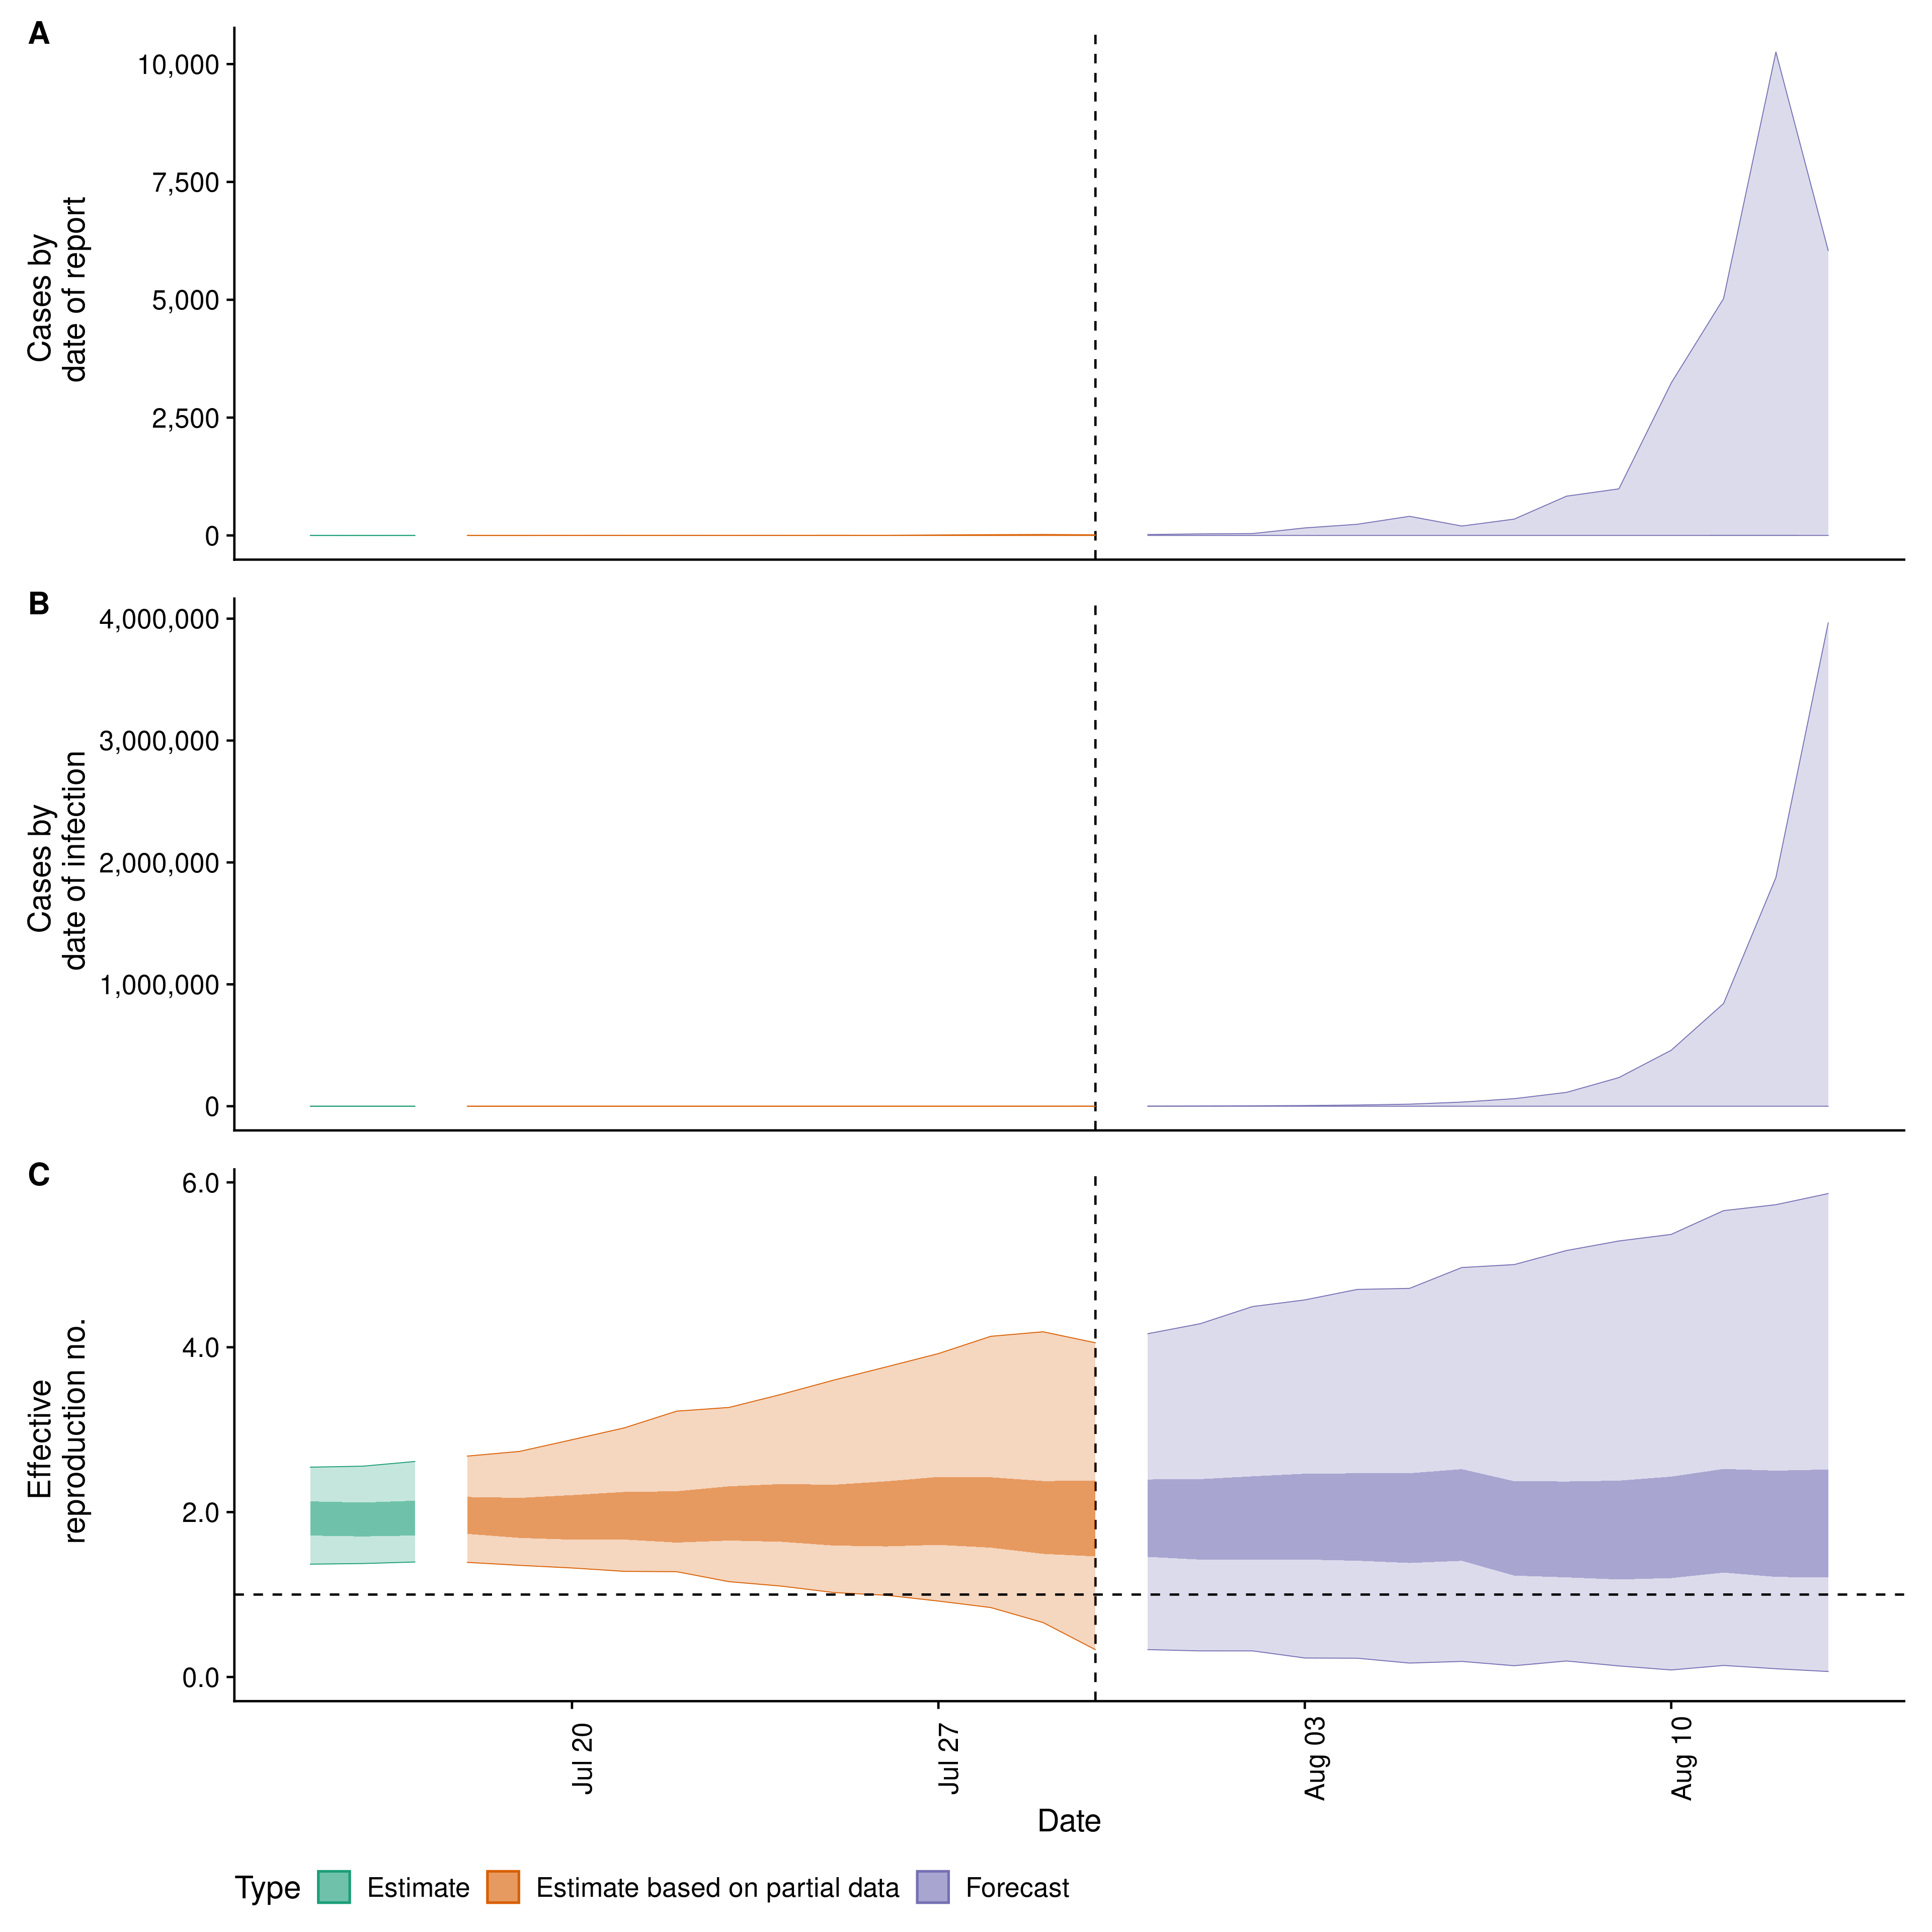 A
10,000
7,500
5,000
2,500
0
Cases by
date of report
B
4,000,000
3,000,000
2,000,000
1,000,000
0
Cases by
date of infection
C
6.0
4.0
2.0
0.0
Effective
reproduction no.
Jul 20
Jul 27
Aug 03
Aug 10
Date
Type Estimate Estimate based on partial data Forecast